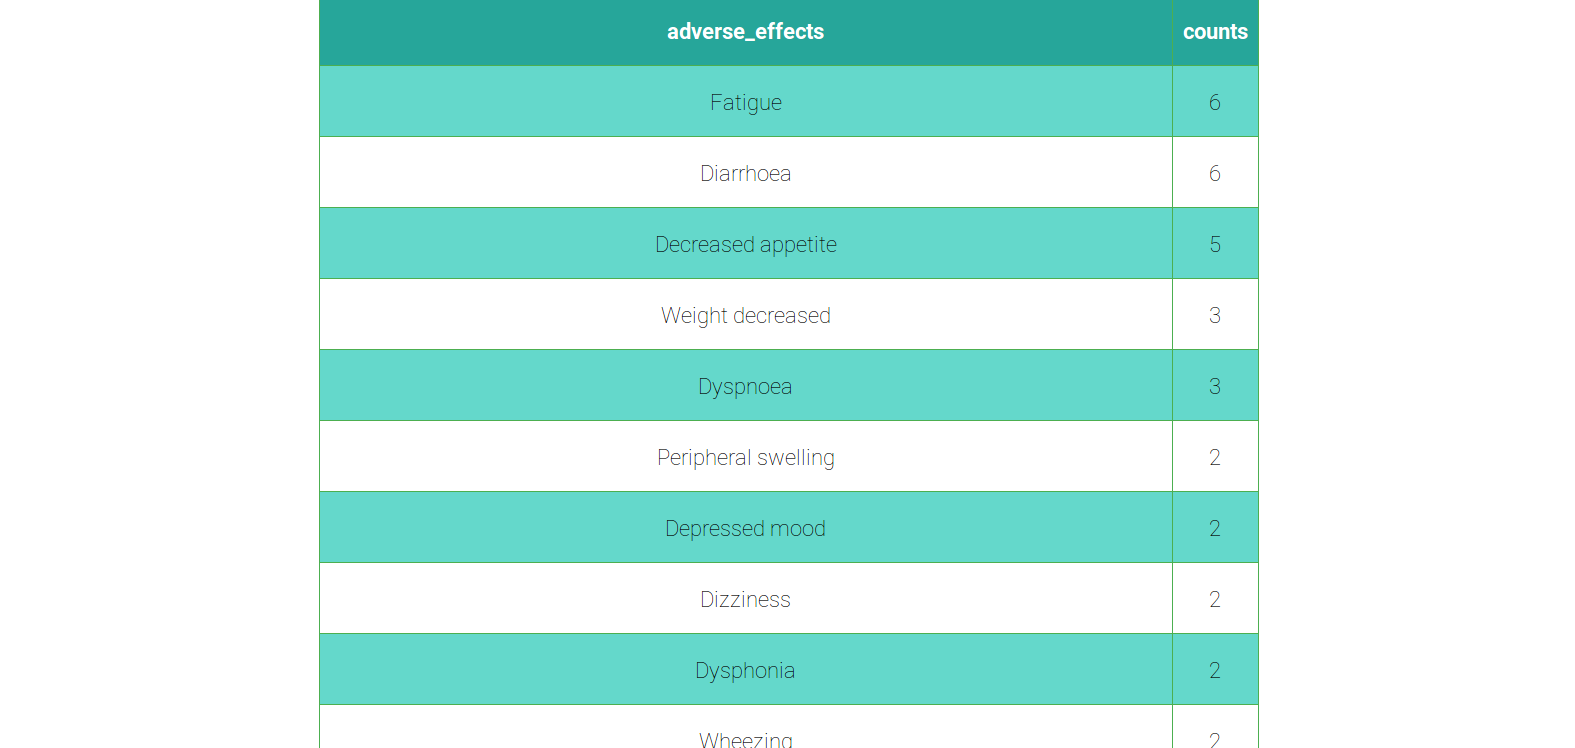 adverse_effects counts
Fatigue 6
Diarrhoea 6
Decreased appetite 5
Weight decreased 3
Dyspnoea 3
Peripheral swelling 2
Depressed mood 2
Dizziness 2
Dysphonia 2
Wheezing 2